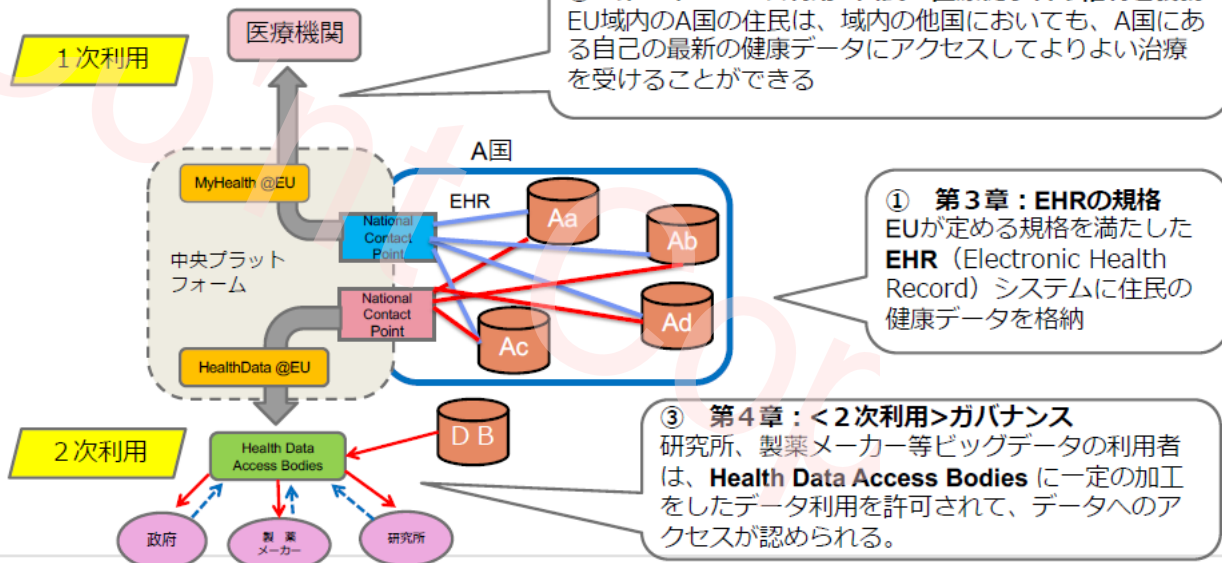 EU域内のA国の住民は、域内の他国においても、A国にあ
る自己の最新の健康データにアクセスしてよりよい治療
を受けることができる
1次利用
医療機関
A国
MyHealth @EU
EHR
National
Contact
Point
中央プラット
フォーム
National
Contact
Point
HealthData @EU
Aa
Ab
Ac
Ad
① 第３章：EHRの規格
EUが定める規格を満たした
EHR（Electronic Health
Record）システムに住民の
健康データを格納
2次利用
Health Data
Access Bodies
ＤＢ
政府
製 薬
メーカー
研究所
③ 第４章：<２次利用>ガバナンス
研究所、製薬メーカー等ビッグデータの利用者
は、Health Data Access Bodies に一定の加工
をしたデータ利用を許可されて、データへのア
クセスが認められる。